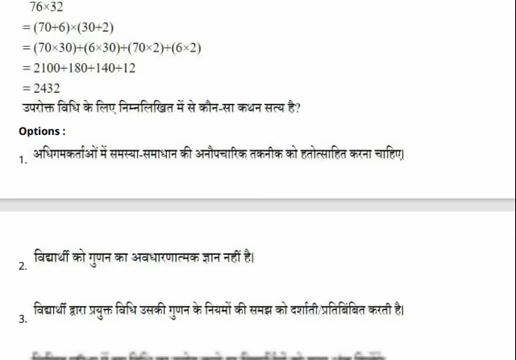 76×32
= (70+6)×(30+2)
= (70×30)+(6×30)+(70×2)+(6×2)
= 2100+180+140+12
= 2432
उपरोक्त विधि के लिए निम्नलिखित में से कौन-सा कथन सत्य है?
Options :
1. अधिगमकर्ताओं में समस्या-समाधान की अनौपचारिक तकनीक को हतोत्साहित करना चाहिए|
2. विद्यार्थी को गुणन का अवधारणात्मक ज्ञान नहीं है|
3. विद्यार्थी द्वारा प्रयुक्त विधि उसकी गुणन के नियमों की समझ को दर्शाती/प्रतिबिंबित करती है|